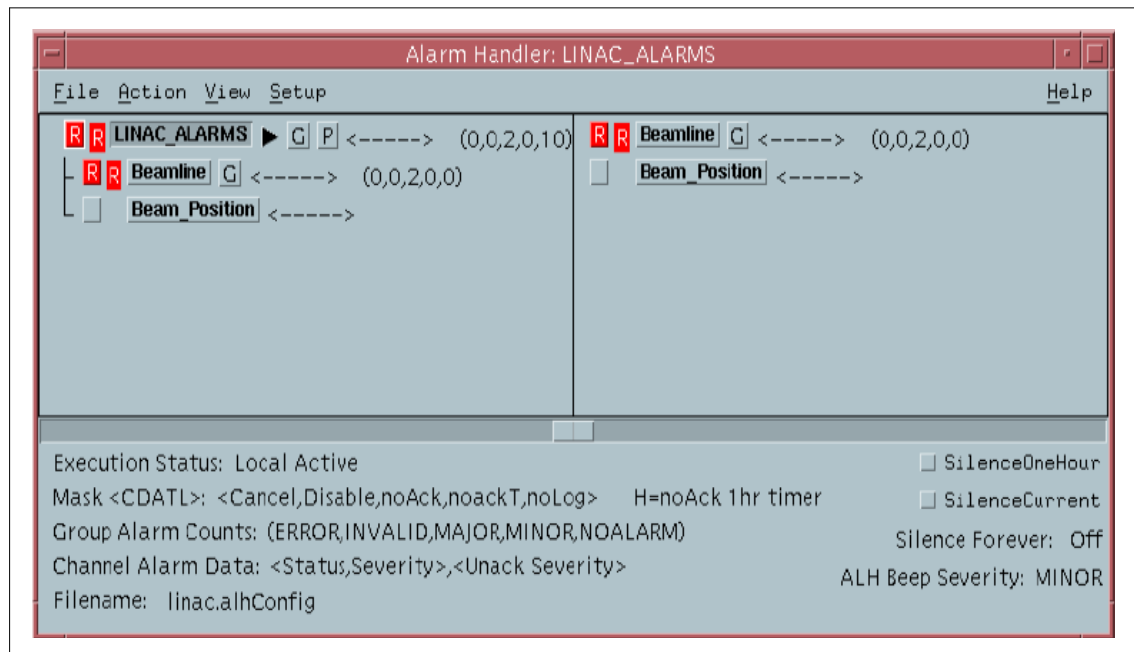 Alarm Handler: LINAC_ALARMS
File Action View Setup Help
R R LINAC_ALARMS G P <-----> (0,0,2,0,10)
R R Beamline G <-----> (0,0,2,0,0)
Beam_Position <----->
R R Beamline G <-----> (0,0,2,0,0)
Beam_Position <----->
Execution Status: Local Active
Mask <CDATL>: <Cancel,Disable,noAck,noackT,noLog> H=noAck 1hr timer
Group Alarm Counts: (ERROR,INVALID,MAJOR,MINOR,NOALARM)
Channel Alarm Data: <Status,Severity>,<Unack Severity>
Filename: linac.alhConfig
SilenceOneHour
SilenceCurrent
Silence Forever: Off
ALH Beep Severity: MINOR